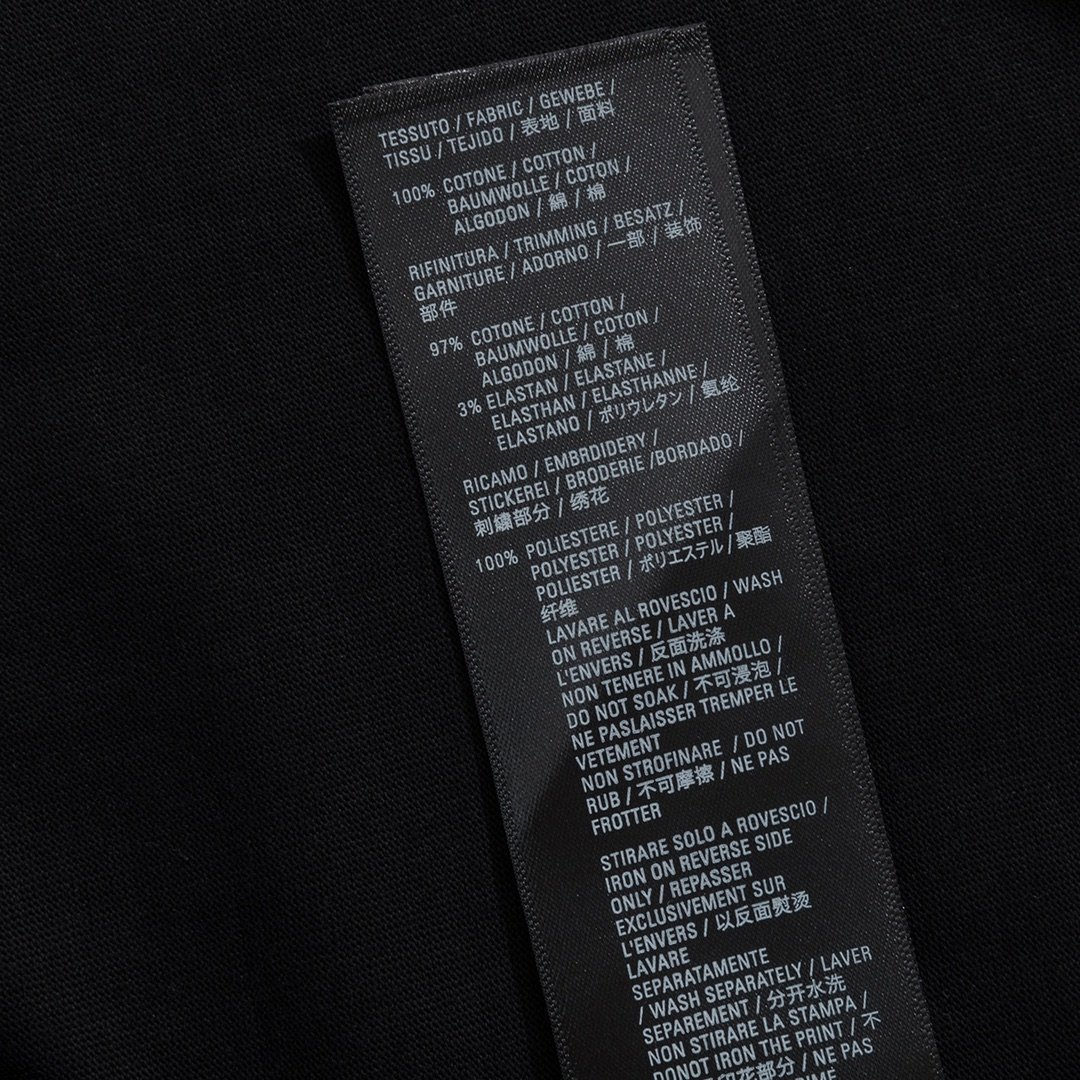 TESSUTO / FABRIC / GEWEBE /
TISSU / TEJIDO / 表地 / 面料
100% COTONE / COTTON /
BAUMWOLLE / COTON /
ALGODON / 綿 / 棉
RIFINITURA / TRIMMING / BESATZ /
GARNITURE / ADORNO / 一部 / 装饰
部件
97% COTONE / COTTON /
BAUMWOLLE / COTON /
ALGODON / 綿 / 棉
3% ELASTAN / ELASTANE /
ELASTHAN / ELASTHANNE /
ELASTANO / ポリウレタン / 氨纶
RICAMO / EMBRDIDERY /
STICKEREI / BRODERIE /BORDADO /
刺繍部分 / 绣花
100% POLIESTERE / POLYESTER /
POLYESTER / POLYESTER /
POLIESTER / ポリエステル / 聚酯
纤维
LAVARE AL ROVESCIO / WASH
ON REVERSE / LAVER A
L'ENVERS / 反面洗涤
NON TENERE IN AMMOLLO /
DO NOT SOAK / 不可浸泡 /
NE PASLAISSER TREMPER LE
VETEMENT
NON STROFINARE / DO NOT
RUB / 不可摩擦 / NE PAS
FROTTER
STIRARE SOLO A ROVESCIO /
IRON ON REVERSE SIDE
ONLY / REPASSER
EXCLUSIVEMENT SUR
L'ENVERS / 以反面熨烫
LAVARE
SEPARATAMENTE
/ WASH SEPARATELY / LAVER
SEPAREMENT / 分开水洗
NON STIRARE LA STAMPA /
DONOT IRON THE PRINT / 不
印花部分 / NE PAS